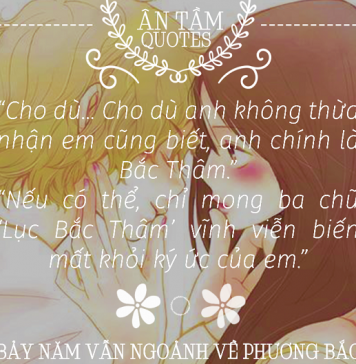 ÂN TẦM
QUOTES
“Cho dù... Cho dù anh không thừa
nhận em cũng biết, anh chính là
Bắc Thâm.”
“Nếu có thể, chỉ mong ba chữ
‘Lục Bắc Thâm’ vĩnh viễn biến
mất khỏi ký ức của em.”
BẢY NĂM VẪN NGOẢNH VỀ PHƯƠNG BẮC